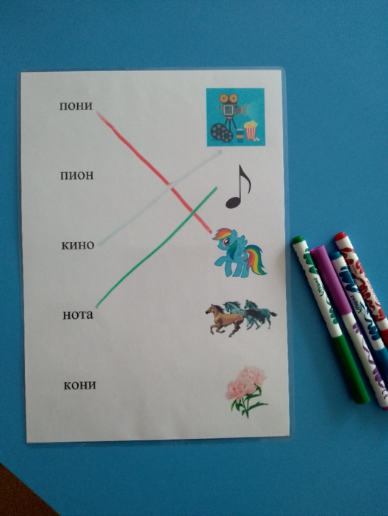 пони
пион
кино
нота
кони